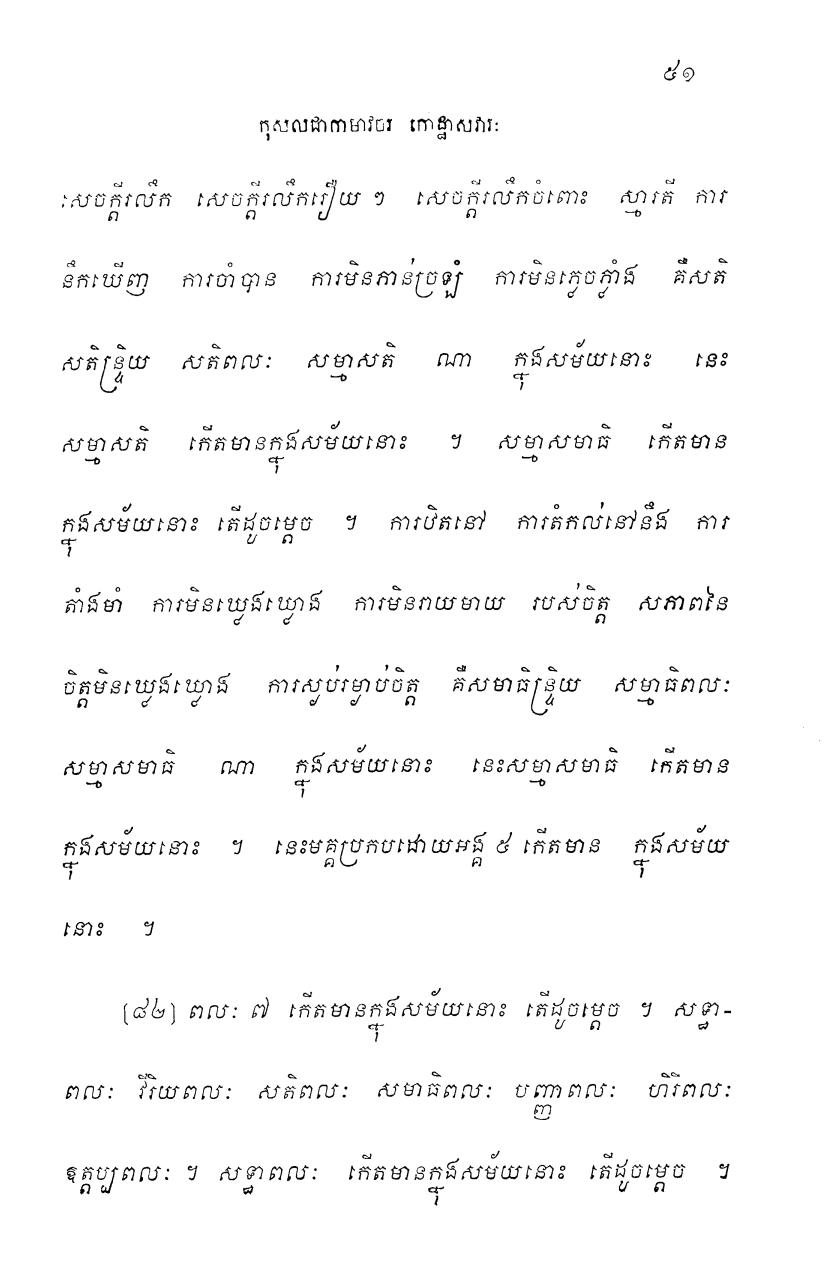 ៥១
កុសលដាកាមាវចរ កោដ្ឋាសវារៈ
សេចក្តីរលឹក សេចក្តីរលឹករឿយ ៗ សេចក្តីរលឹកចំពោះ ស្មារតី ការ
នឹកឃើញ ការចាំបាន ការមិនភាន់ច្រឡំ ការមិនភ្លេចភ្លាំង គឺសតិ
សតិន្ទ្រិយ សតិពលៈ សម្មាសតិ ណា ក្នុងសម័យនោះ នេះ
សម្មាសតិ កើតមានក្នុងសម័យនោះ ។ សម្មាសមាធិ កើតមាន
ក្នុងសម័យនោះ តើដូចម្តេច ។ ការឋិតនៅ ការតំកល់នៅនឹង ការ
តាំងមាំ ការមិនឃ្លេងឃ្លោង ការមិនរាយមាយ របស់ចិត្ត សភាពនៃ
ចិត្តមិនឃ្លេងឃ្លោង ការស្ងប់រម្ងាប់ចិត្ត គឺសមាធិន្ទ្រិយ សម្មាធិពលៈ
សម្មាសមាធិ ណា ក្នុងសម័យនោះ នេះសម្មាសមាធិ កើតមាន
ក្នុងសម័យនោះ ។ នេះមគ្គប្រកបដោយអង្គ ៥ កើតមាន ក្នុងសម័យ
នោះ ។
(៨២) ពលៈ ៧ កើតមានក្នុងសម័យនោះ តើដូចម្តេច ។ សទ្ធា-
ពលៈ វីរិយពលៈ សតិពលៈ សមាធិពលៈ បញ្ញាពលៈ ហិរិពលៈ
ឱត្តប្បពលៈ ។ សទ្ធាពលៈ កើតមានក្នុងសម័យនោះ តើដូចម្តេច ។